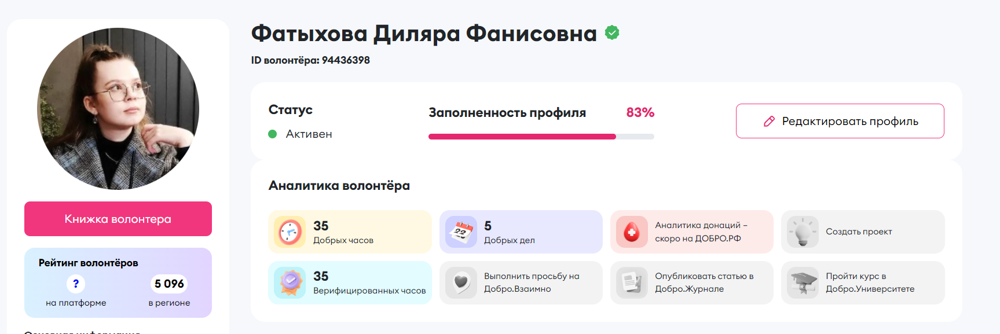 Фатыхова Диляра Фанисовна
ID волонтёра: 94436398
Статус
Активен
Заполненность профиля 83%
Редактировать профиль
Книжка волонтера
Рейтинг волонтёров
? 5 096
на платформе в регионе
Основная информация
Аналитика волонтёра
35
Добрых часов
5
Добрых дел
Аналитика донаций –
скоро на ДОБРО.РФ
Создать проект
35
Верифицированных часов
Выполнить просьбу на
Добро.Взаимно
Опубликовать статью в
Добро.Журнале
Пройти курс в
Добро.Университете
22